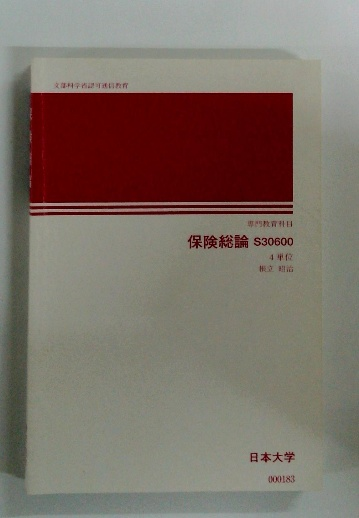 文部科学省認可通信教育
専門教育科目
保険総論 S30600
4単位
根立 昭治
日本大学
000183